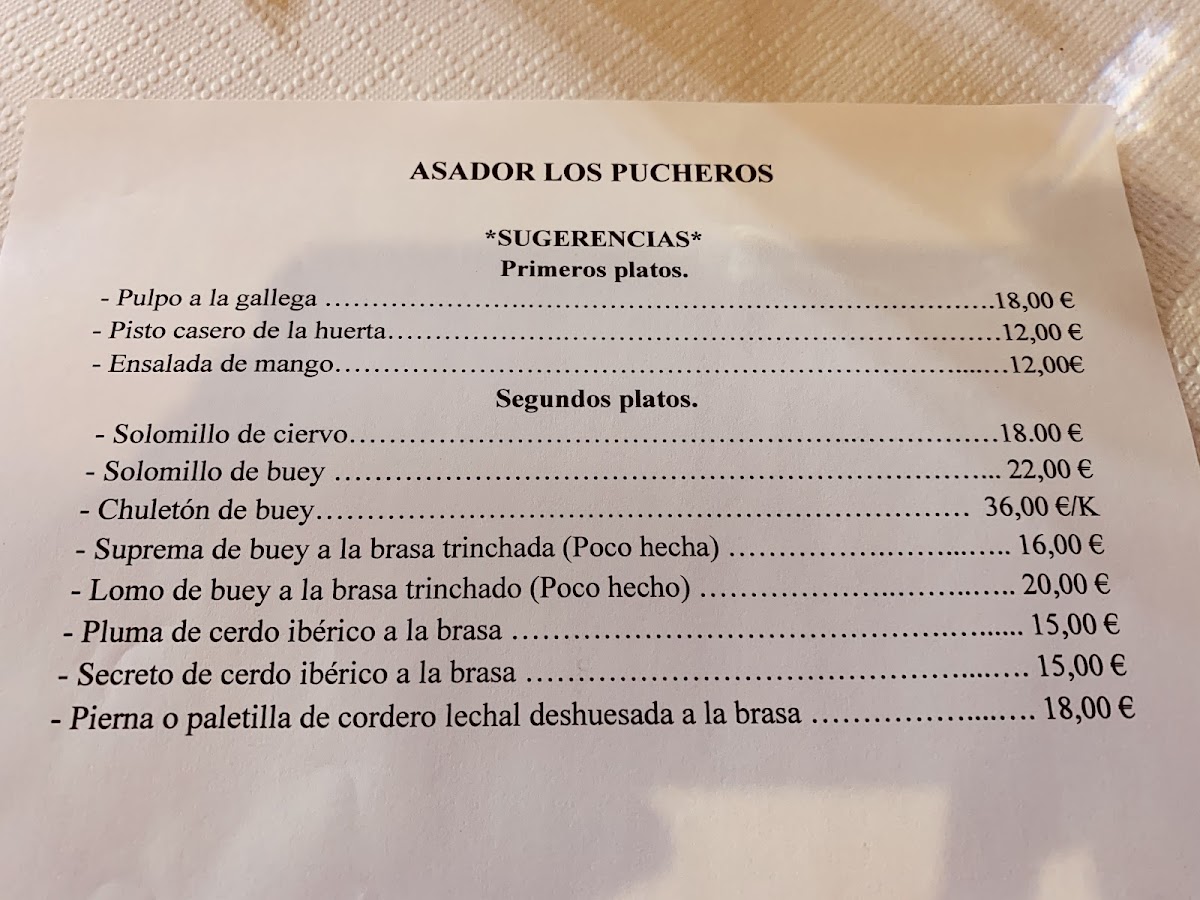 ASADOR LOS PUCHEROS
*SUGERENCIAS*
Primeros platos.
- Pulpo a la gallega ........................................................18,00 €
- Pisto casero de la huerta........................................................12,00 €
- Ensalada de mango........................................................12,00€
Segundos platos.
- Solomillo de ciervo........................................................18.00 €
- Solomillo de buey ........................................................ 22,00 €
- Chuletón de buey........................................................ 36,00 €/K
- Suprema de buey a la brasa trinchada (Poco hecha) ............................ 16,00 €
- Lomo de buey a la brasa trinchado (Poco hecho) ............................... 20,00 €
- Pluma de cerdo ibérico a la brasa ............................................ 15,00 €
- Secreto de cerdo ibérico a la brasa .......................................... 15,00 €
- Pierna o paletilla de cordero lechal deshuesada a la brasa ...................... 18,00 €